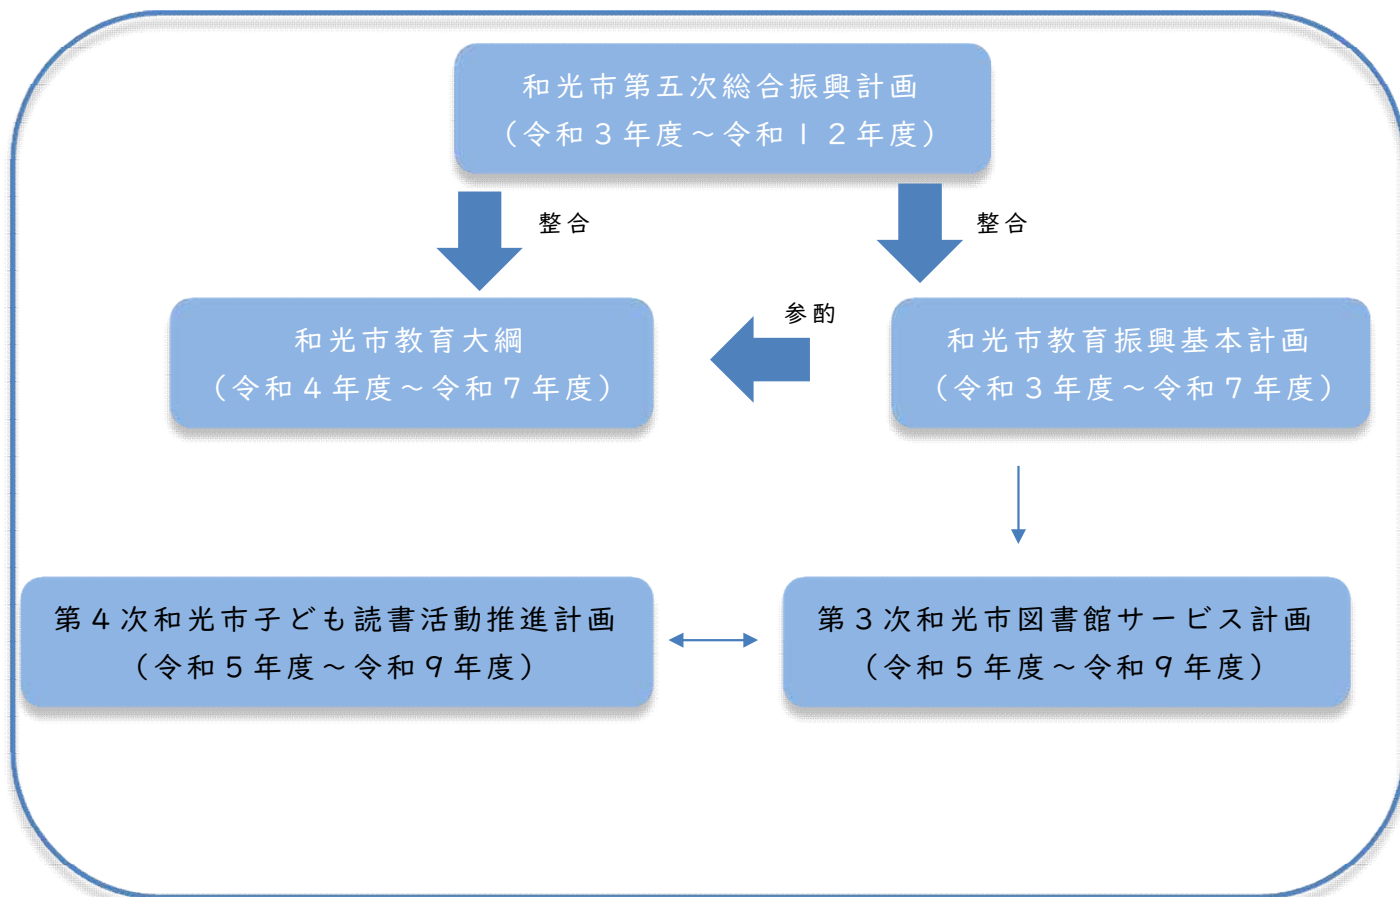 和光市第五次総合振興計画
（令和３年度～令和１２年度）
整合
整合
参酌
和光市教育大綱
（令和４年度～令和７年度）
和光市教育振興基本計画
（令和３年度～令和７年度）
第４次和光市子ども読書活動推進計画
（令和５年度～令和９年度）
第３次和光市図書館サービス計画
（令和５年度～令和９年度）